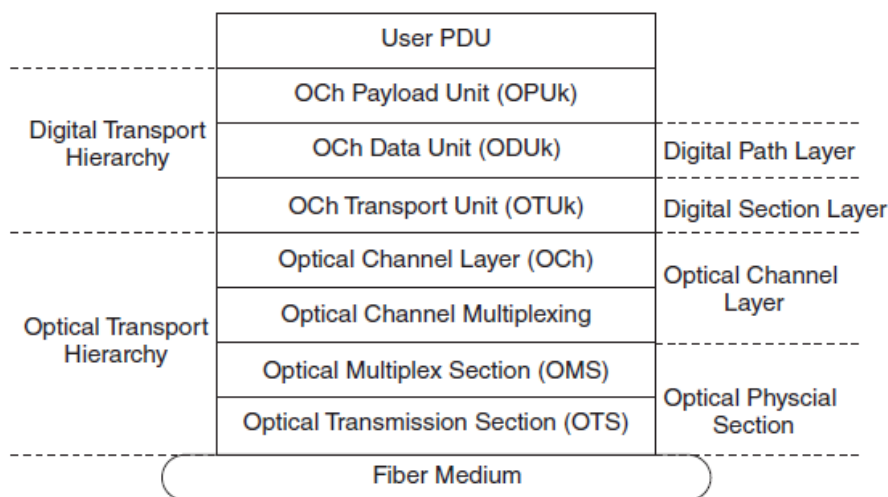 User PDU
OCh Payload Unit (OPUk)
Digital Transport
Hierarchy
OCh Data Unit (ODUk)
Digital Path Layer
OCh Transport Unit (OTUk)
Digital Section Layer
Optical Channel Layer (OCh)
Optical Channel
Layer
Optical Channel Multiplexing
Optical Transport
Hierarchy
Optical Multiplex Section (OMS)
Optical Physcial
Section
Optical Transmission Section (OTS)
Fiber Medium